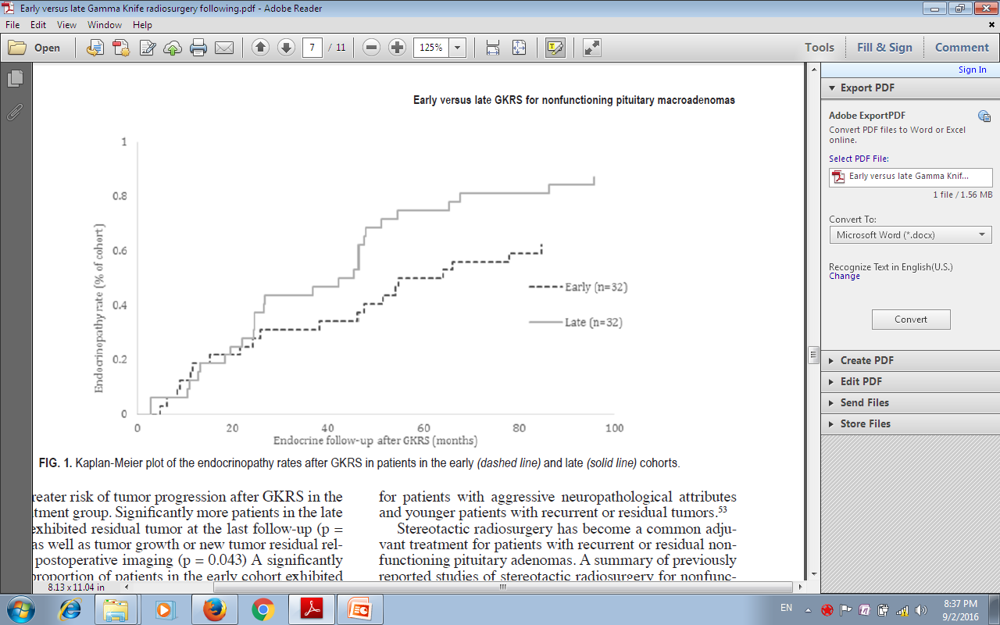 Early versus late Gamma Knife radiosurgery following.pdf - Adobe Reader
File Edit View Window Help
Open 7 / 11 125% Tools Fill & Sign Comment
Sign In
Export PDF
Adobe ExportPDF
Convert PDF files to Word or Excel
online.
Select PDF File:
Early versus late Gamma Knif...
1 file / 1.56 MB
Convert To:
Microsoft Word (*.docx)
Recognize Text in English(U.S.)
Change
Convert
Create PDF
Edit PDF
Send Files
Store Files
Early versus late GKRS for nonfunctioning pituitary macroadenomas
Endocrinopathy rate (% of cohort)
1
0.8
0.6
0.4
0.2
0
0 20 40 60 80 100
Endocrine follow-up after GKRS (months)
Early (n=32)
Late (n=32)
FIG. 1. Kaplan-Meier plot of the endocrinopathy rates after GKRS in patients in the early (dashed line) and late (solid line) cohorts.
reater risk of tumor progression after GKRS in the
tment group. Significantly more patients in the late
exhibited residual tumor at the last follow-up (p =
as well as tumor growth or new tumor residual rel-
postoperative imaging (p = 0.043) A significantly
proportion of patients in the early cohort exhibited
for patients with aggressive neuropathological attributes
and younger patients with recurrent or residual tumors.53
Stereotactic radiosurgery has become a common adju-
vant treatment for patients with recurrent or residual non-
functioning pituitary adenomas. A summary of previously
reported studies of stereotactic radiosurgery for nonfunc-
8.13 x 11.04 in
EN
8:37 PM
9/2/2016